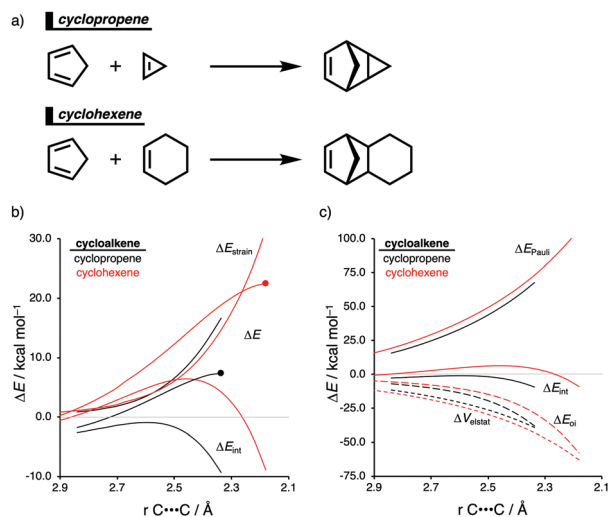 a)
cyclopropene
+
cyclohexene
+
b)
c)
cycloalkene
cyclopropene
cyclohexene
ΔE / kcal mol⁻¹
30.0
20.0
10.0
0.0
-10.0
ΔEstrain
ΔE
ΔEint
2.9
2.7
2.5
2.3
2.1
r C•••C / Å
cycloalkene
cyclopropene
cyclohexene
ΔE / kcal mol⁻¹
100.0
75.0
50.0
25.0
0.0
-25.0
-50.0
-75.0
ΔEPauli
ΔEint
ΔEoi
ΔVelstat
2.9
2.7
2.5
2.3
2.1
r C•••C / Å